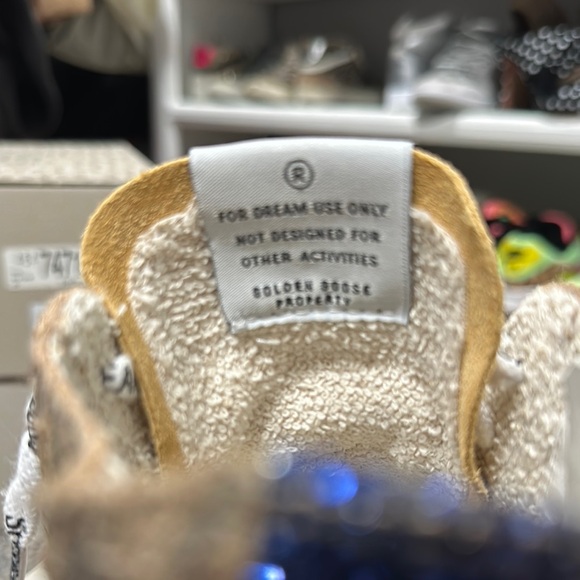 ®
FOR DREAM USE ONLY
NOT DESIGNED FOR
OTHER ACTIVITIES
GOLDEN GOOSE
PROPERTY